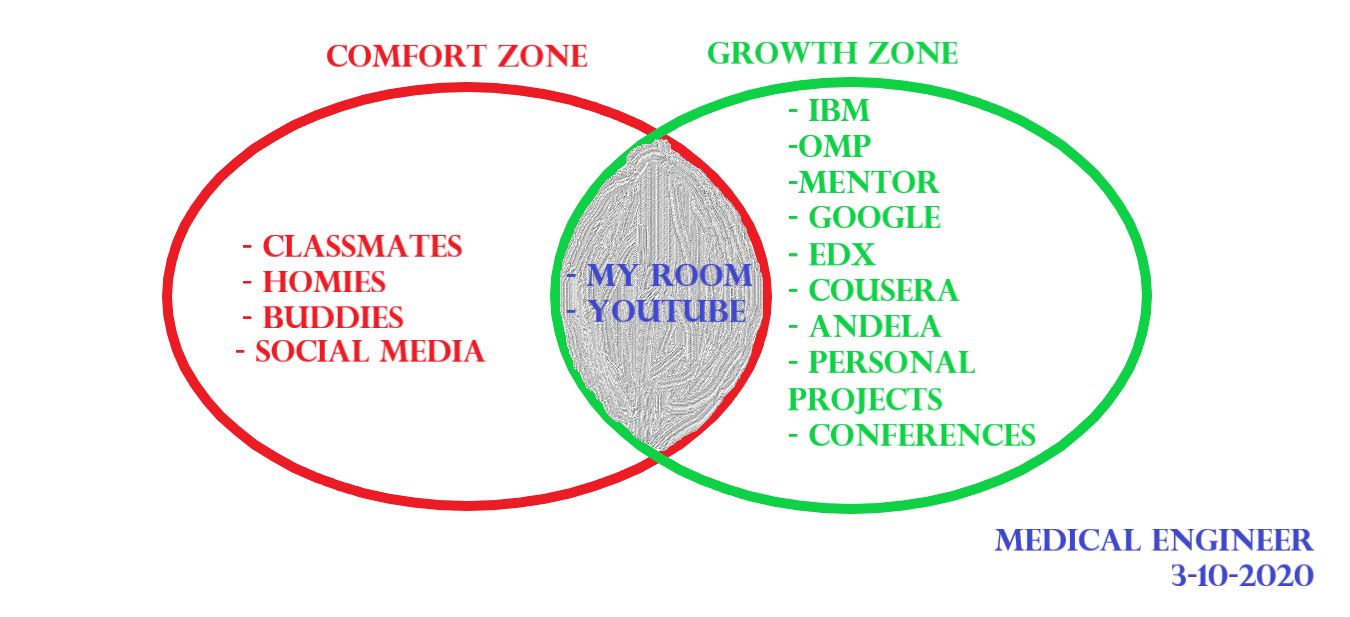 COMFORT ZONE
GROWTH ZONE
- CLASSMATES
- HOMIES
- BUDDIES
- SOCIAL MEDIA
- MY ROOM
- YOUTUBE
- IBM
-OMP
-MENTOR
- GOOGLE
- EDX
- COUSERA
- ANDELA
- PERSONAL
PROJECTS
- CONFERENCES
MEDICAL ENGINEER
3-10-2020